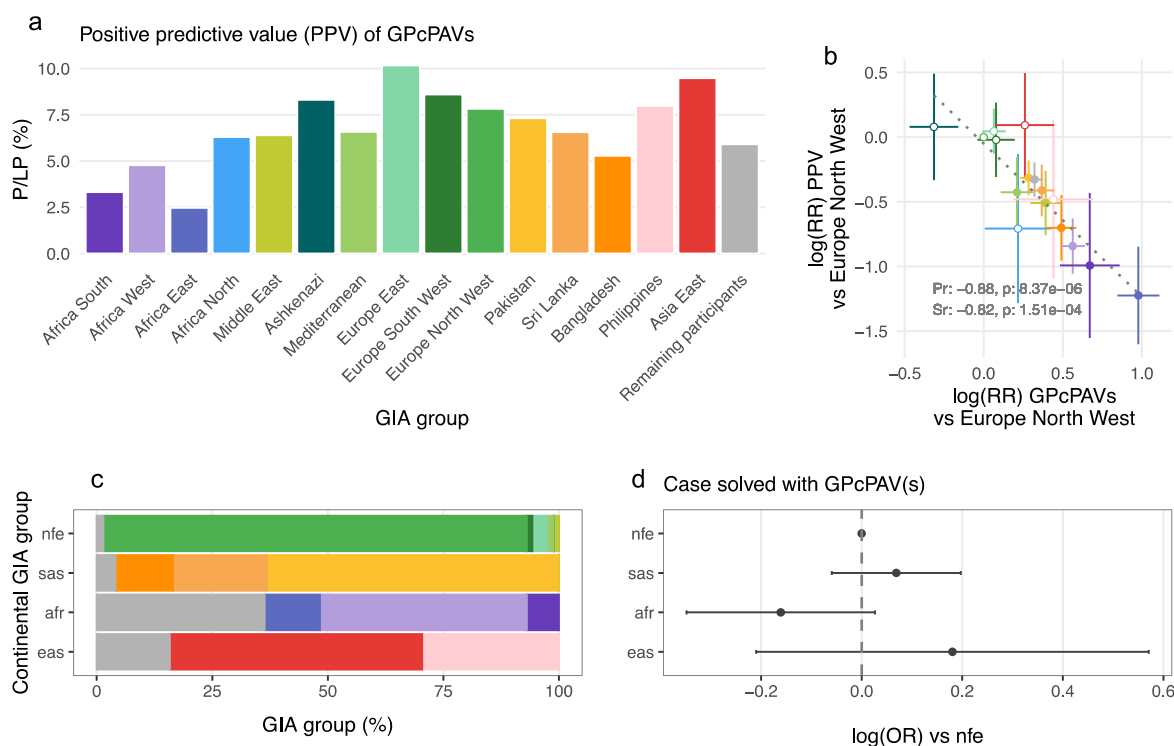 a
Positive predictive value (PPV) of GPcPAVs
P/LP (%)
10.0
7.5
5.0
2.5
0.0
Africa South
Africa West
Africa East
Africa North
Middle East
Ashkenazi
Mediterranean
Europe East
Europe South West
Europe North West
Pakistan
Sri Lanka
Bangladesh
Philippines
Asia East
Remaining participants
GIA group
b
log(RR) PPV
vs Europe North West
0.5
0.0
−0.5
−1.0
−1.5
Pr: −0.88, p: 8.37e−06
Sr: −0.82, p: 1.51e−04
−0.5
0.0
0.5
1.0
log(RR) GPcPAVs
vs Europe North West
c
Continental GIA group
nfe
sas
afr
eas
0
25
50
75
100
GIA group (%)
d
Case solved with GPcPAV(s)
nfe
sas
afr
eas
−0.2
0.0
0.2
0.4
0.6
log(OR) vs nfe